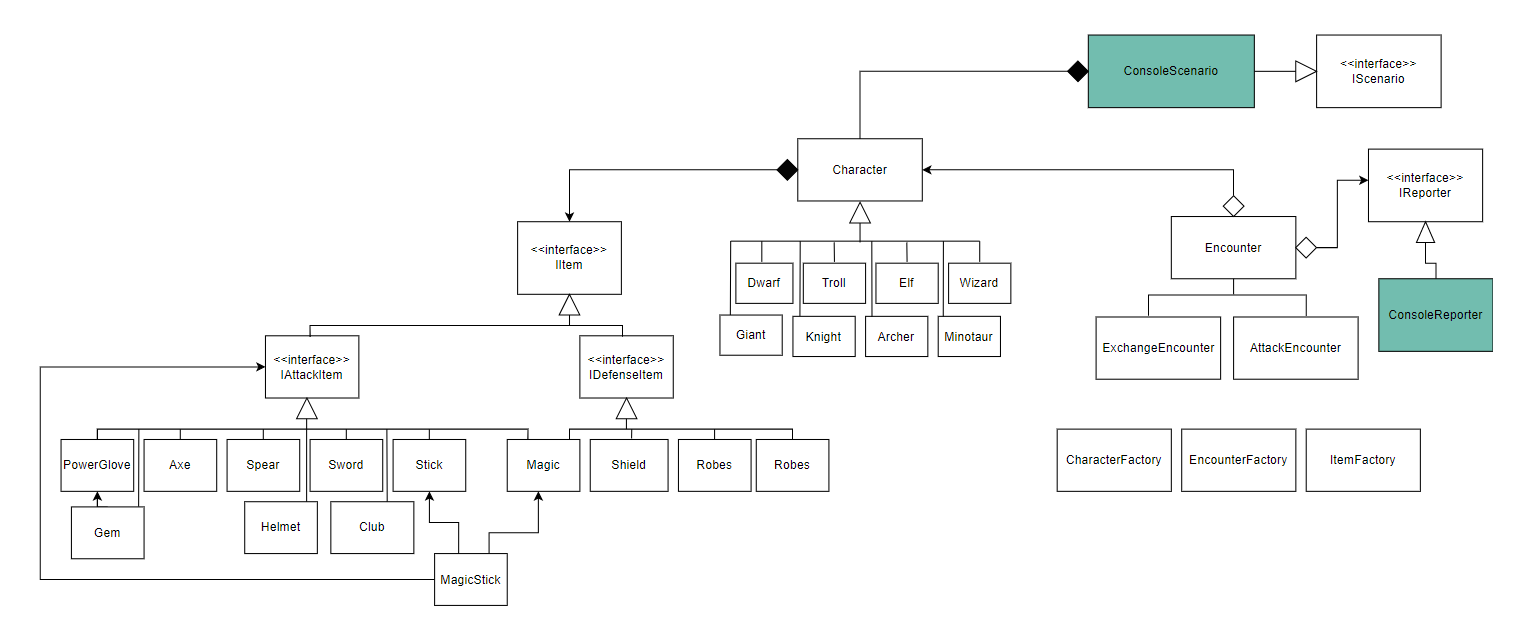 ConsoleScenario
<<interface>>
IScenario
Character
<<interface>>
IReporter
<<interface>>
IItem
Encounter
Dwarf
Troll
Elf
Wizard
Giant
Knight
Archer
Minotaur
ConsoleReporter
ExchangeEncounter
AttackEncounter
<<interface>>
IAttackItem
<<interface>>
IDefenseItem
PowerGlove
Axe
Spear
Sword
Stick
Magic
Shield
Robes
Robes
CharacterFactory
EncounterFactory
ItemFactory
Gem
Helmet
Club
MagicStick